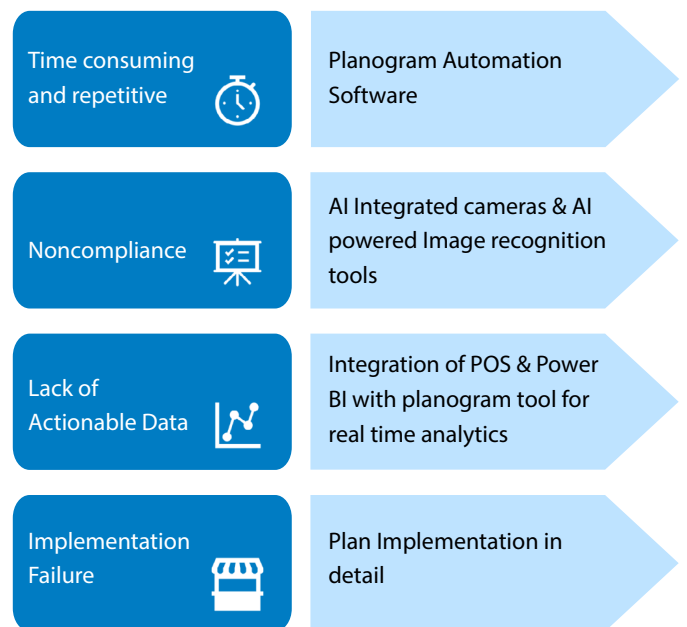 Time consuming
and repetitive
Planogram Automation
Software
Noncompliance
AI Integrated cameras & AI
powered Image recognition
tools
Lack of
Actionable Data
Integration of POS & Power
BI with planogram tool for
real time analytics
Implementation
Failure
Plan Implementation in
detail